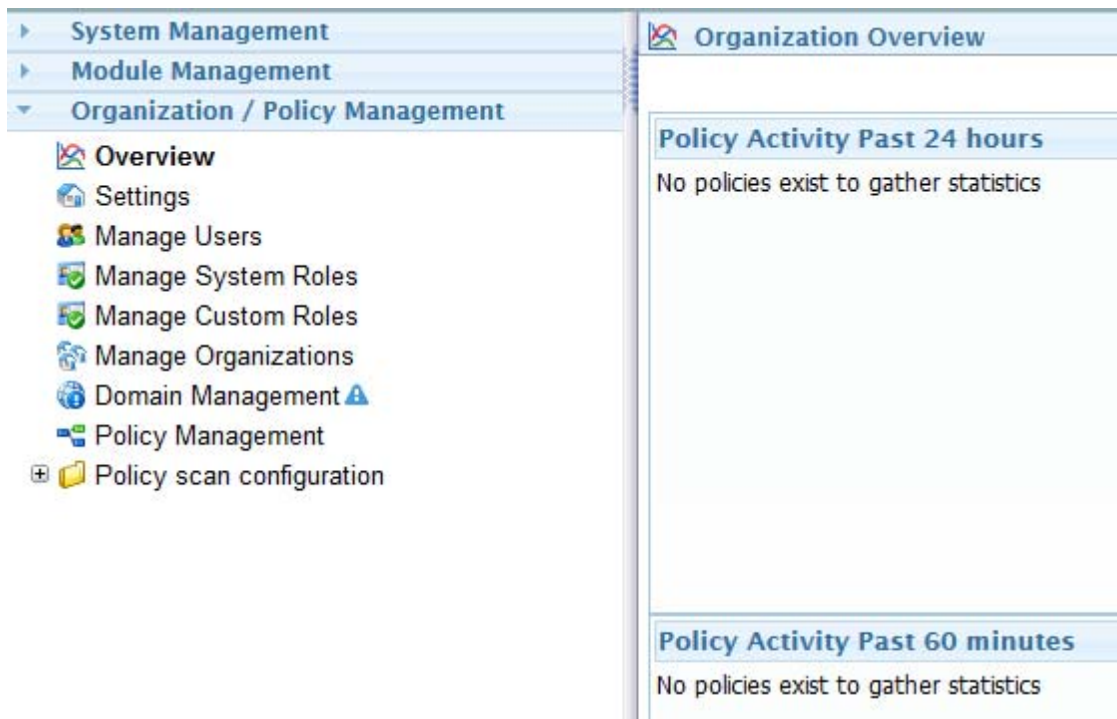 System Management
Module Management
Organization / Policy Management
Overview
Settings
Manage Users
Manage System Roles
Manage Custom Roles
Manage Organizations
Domain Management
Policy Management
Policy scan configuration
Organization Overview
Policy Activity Past 24 hours
No policies exist to gather statistics
Policy Activity Past 60 minutes
No policies exist to gather statistics